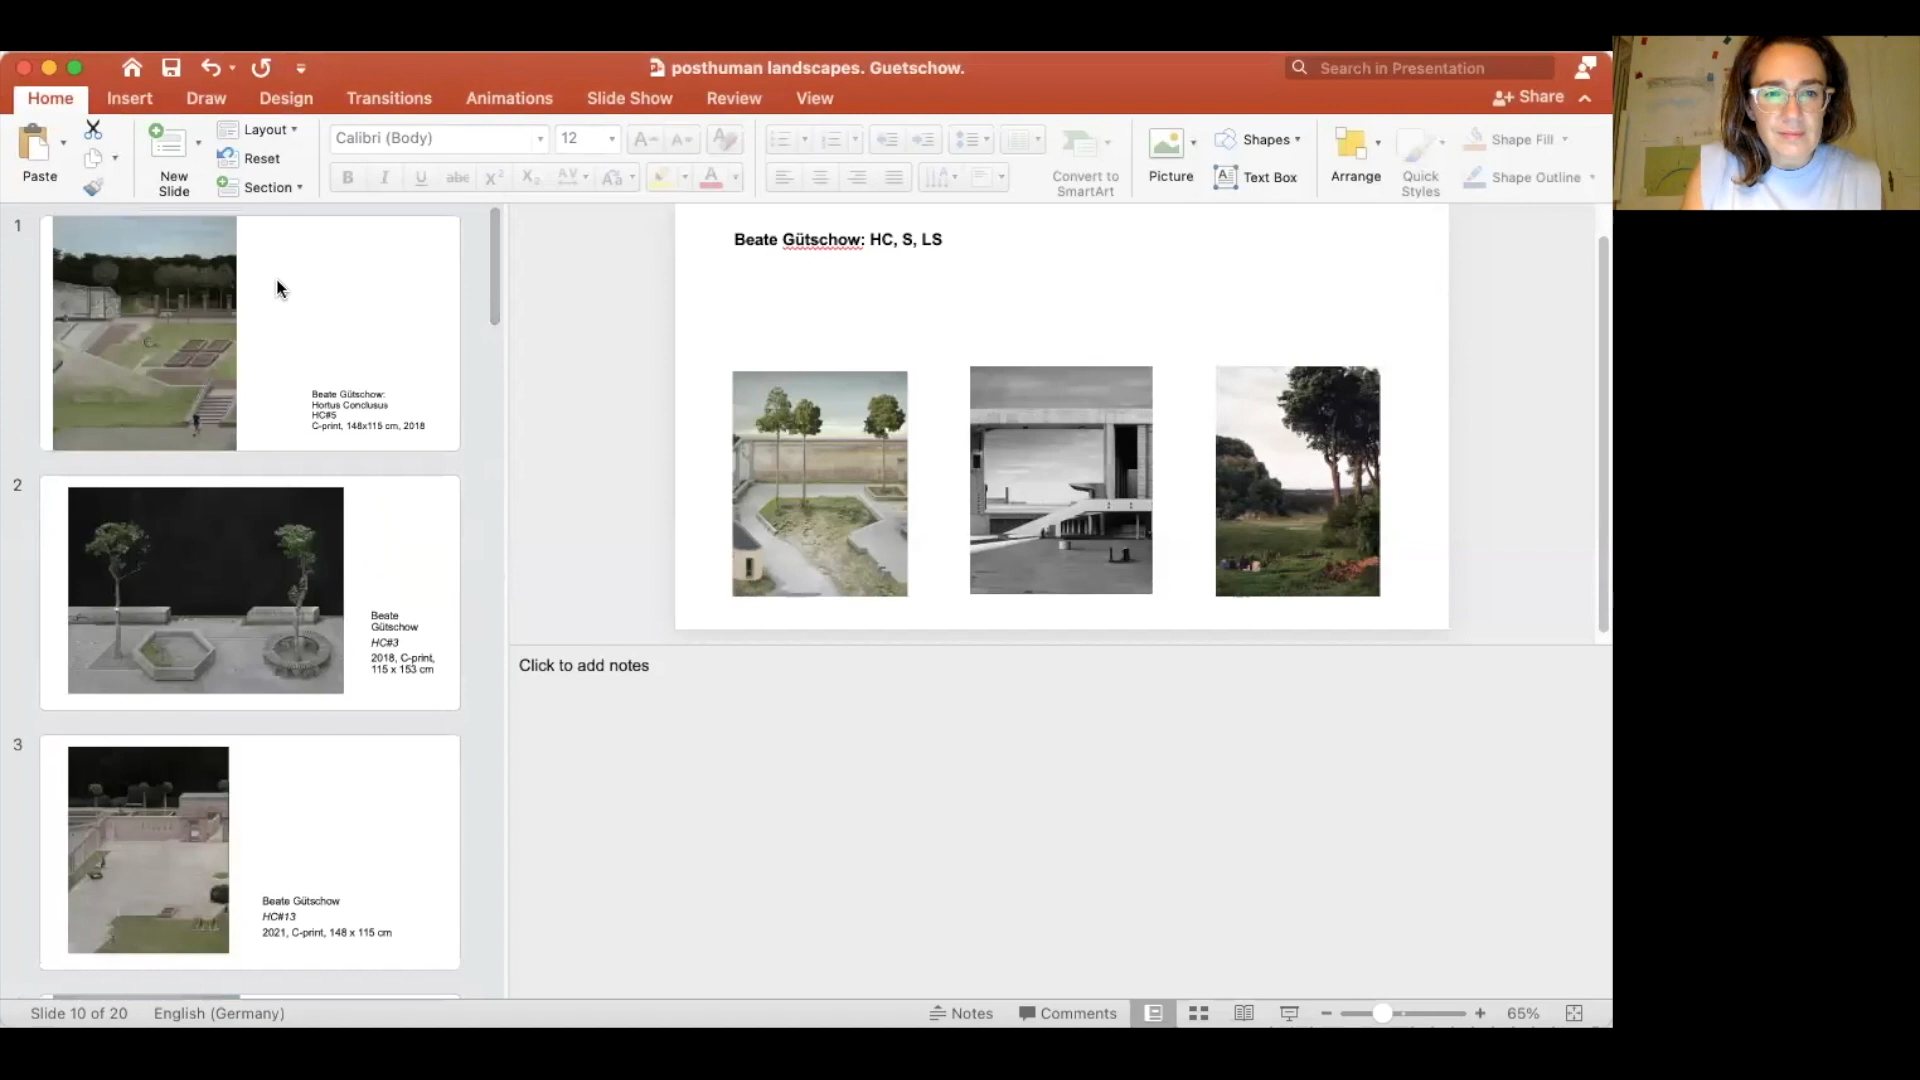 posthuman landscapes. Guetschow.
Search in Presentation
Home Insert Draw Design Transitions Animations Slide Show Review View Share
Paste
New Slide
Layout
Reset
Section
Calibri (Body) 12
Convert to SmartArt
Picture
Shapes
Text Box
Arrange
Quick Styles
Shape Fill
Shape Outline
1
Beate Gütschow:
Hortus Conclusus
HC#5
C-print, 148x115 cm, 2018
2
Beate
Gütschow
HC#3
2018, C-print,
115 x 153 cm
3
Beate Gütschow
HC#13
2021, C-print, 148 x 115 cm
Beate Gütschow: HC, S, LS
Click to add notes
Slide 10 of 20 English (Germany) Notes Comments 65%